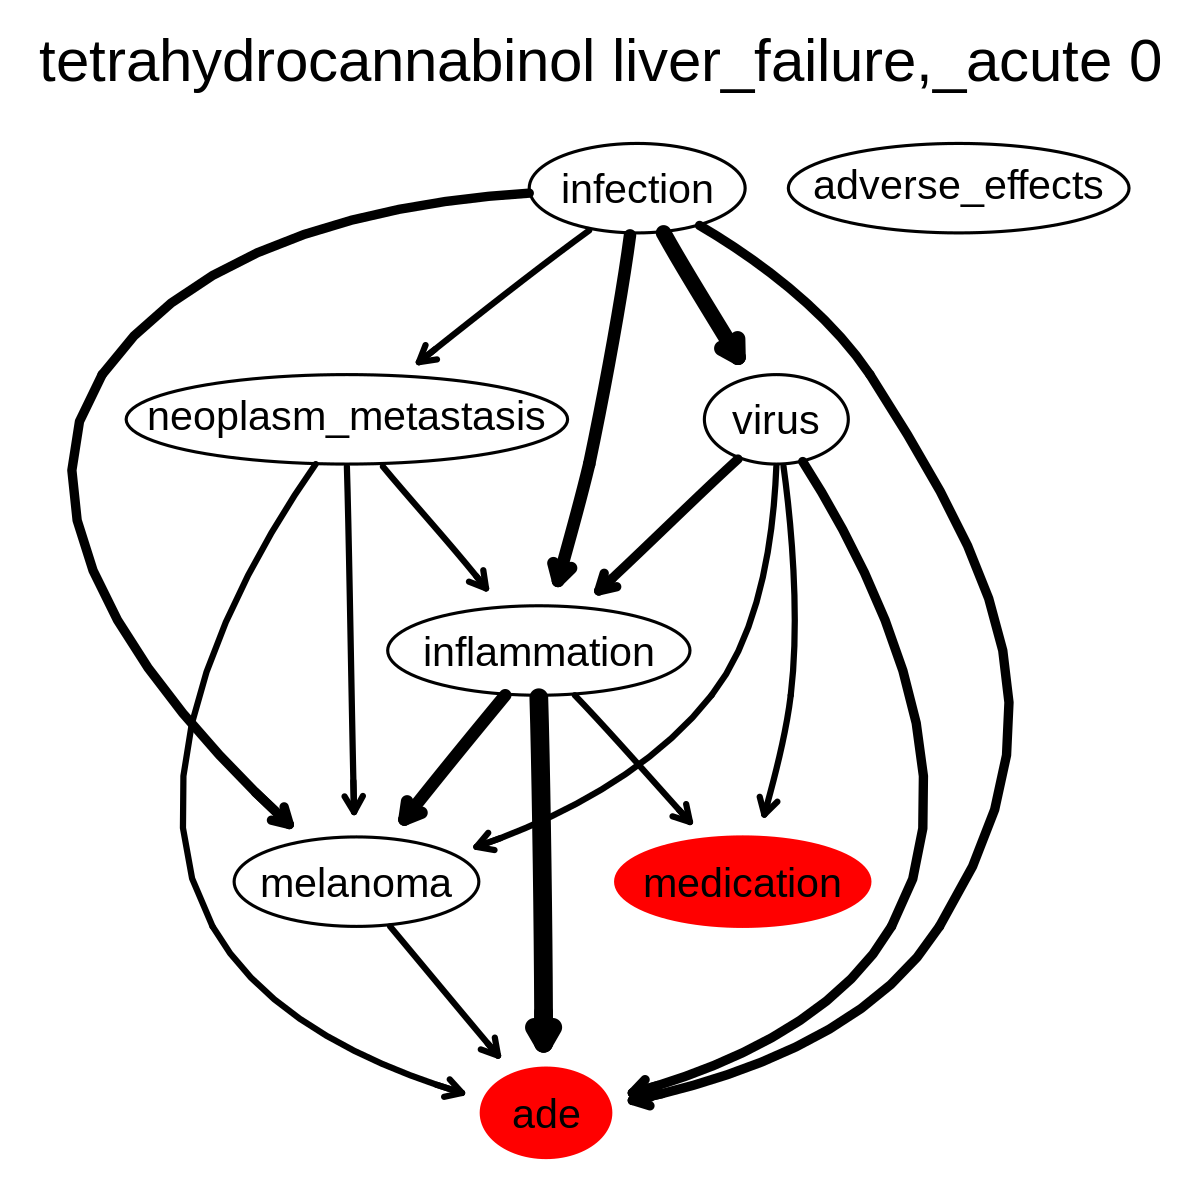 tetrahydrocannabinol liver_failure,_acute 0
infection
adverse_effects
neoplasm_metastasis
virus
inflammation
melanoma
medication
ade